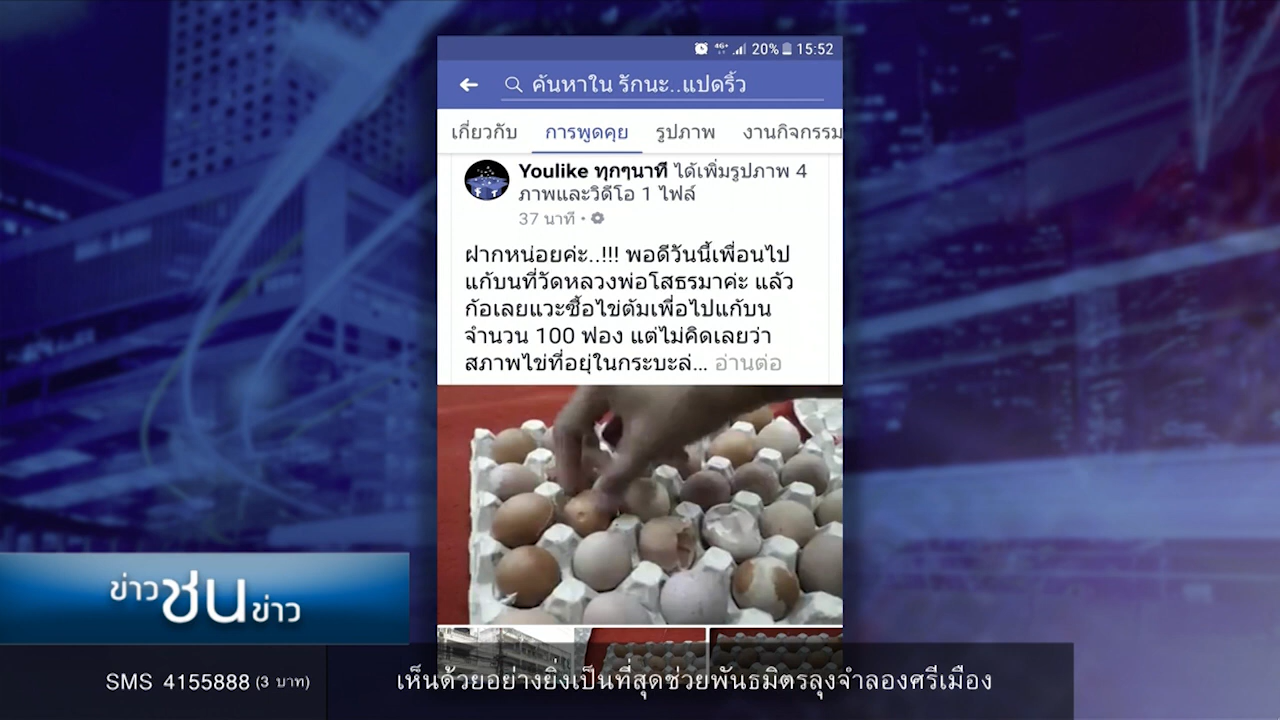 4G+ 20% 15:52
ค้นหาใน รักนะ..แปดริ้ว
เกี่ยวกับ การพูดคุย รูปภาพ งานกิจกรรม
Youlike ทุกๆนาที ได้เพิ่มรูปภาพ 4
ภาพและวิดีโอ 1 ไฟล์
37 นาที •
ฝากหน่อยค่ะ..!!! พอดีวันนี้เพื่อนไป
แก้บนที่วัดหลวงพ่อโสธรมาค่ะ แล้ว
ก้อเลยแวะซื้อไข่ต้มเพื่อไปแก้บน
จำนวน 100 ฟอง แต่ไม่คิดเลยว่า
สภาพไข่ที่อยุ่ในกระบะล่... อ่านต่อ
ข่าวชนข่าว
SMS 4155888 (3 บาท)
เห็นด้วยอย่างยิ่งเป็นที่สุดช่วยพันธมิตรลุงจำลองศรีเมือง